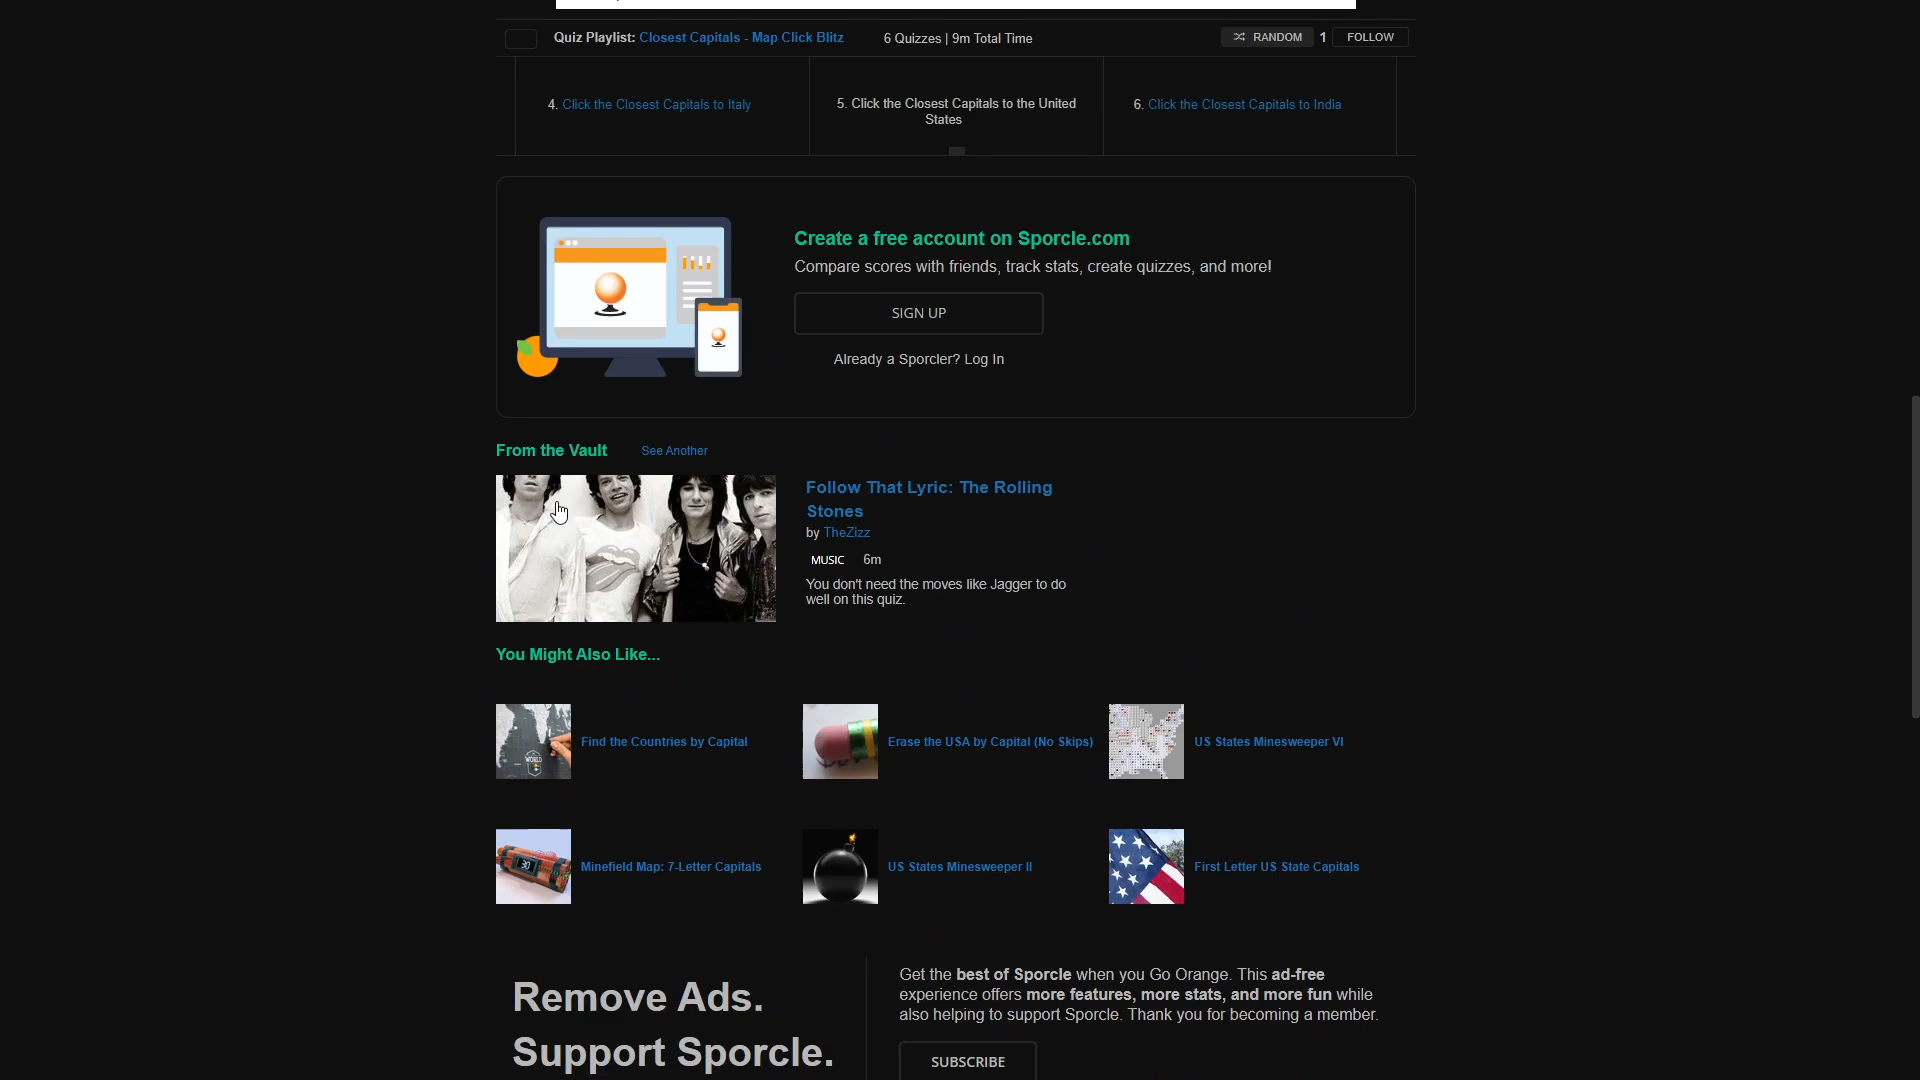 Quiz Playlist: Closest Capitals - Map Click Blitz
6 Quizzes | 9m Total Time
RANDOM
1
FOLLOW
4. Click the Closest Capitals to Italy
5. Click the Closest Capitals to the United
States
6. Click the Closest Capitals to India
Create a free account on Sporcle.com
Compare scores with friends, track stats, create quizzes, and more!
SIGN UP
Already a Sporcler? Log In
From the Vault
See Another
Follow That Lyric: The Rolling
Stones
by TheZizz
MUSIC
6m
You don't need the moves like Jagger to do
well on this quiz.
You Might Also Like...
WORLD
Find the Countries by Capital
Erase the USA by Capital (No Skips)
US States Minesweeper VI
30
Minefield Map: 7-Letter Capitals
US States Minesweeper II
First Letter US State Capitals
Remove Ads.
Support Sporcle.
Get the best of Sporcle when you Go Orange. This ad-free
experience offers more features, more stats, and more fun while
also helping to support Sporcle. Thank you for becoming a member.
SUBSCRIBE